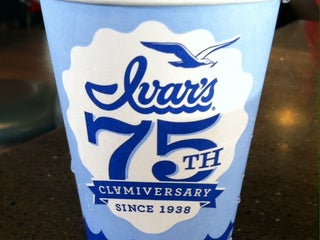 Ivar's
75TH
CLAMIVERSARY
SINCE 1938